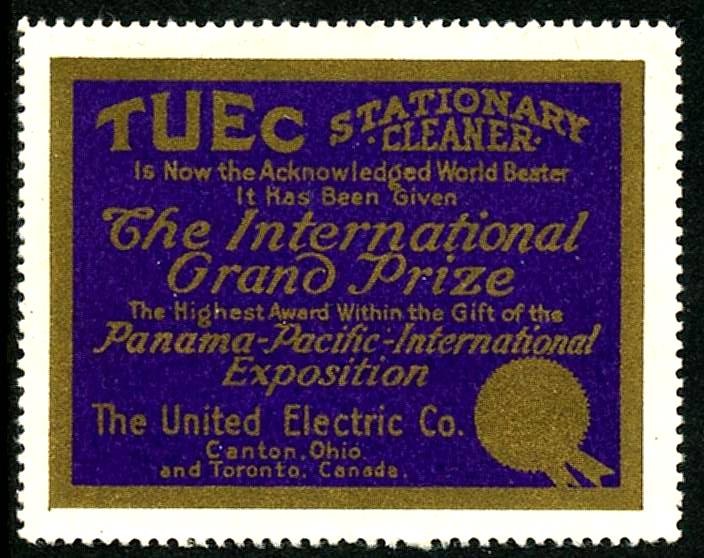 TUEC STATIONARY
·CLEANER·
Is Now the Acknowledged World Beater
It Has Been Given
The International
Grand Prize
The Highest Award Within the Gift of the
Panama-Pacific-International
Exposition
The United Electric Co.
Canton, Ohio
and Toronto, Canada.